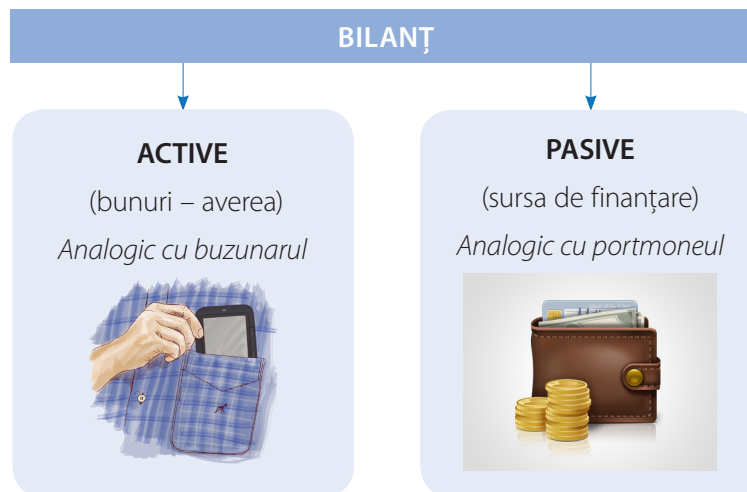 BILANȚ
ACTIVE
(bunuri – averea)
Analogic cu buzunarul
PASIVE
(sursa de finanțare)
Analogic cu portmoneul